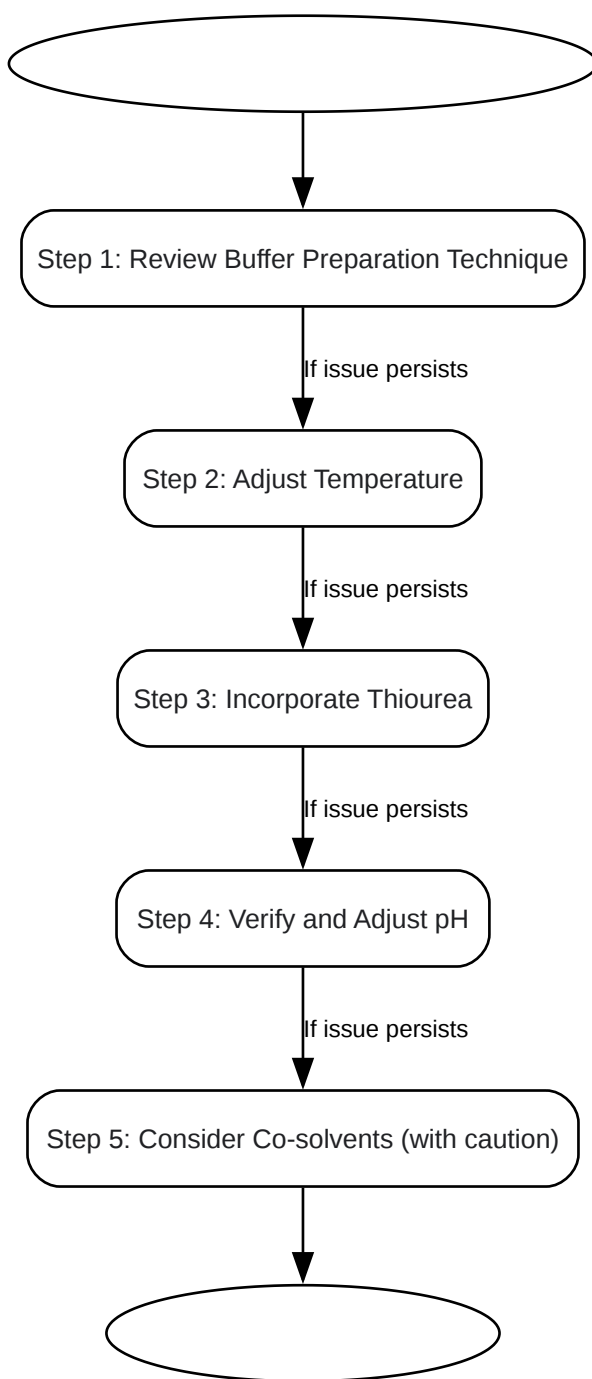 Step 1: Review Buffer Preparation Technique
If issue persists
Step 2: Adjust Temperature
If issue persists
Step 3: Incorporate Thiourea
If issue persists
Step 4: Verify and Adjust pH
If issue persists
Step 5: Consider Co-solvents (with caution)